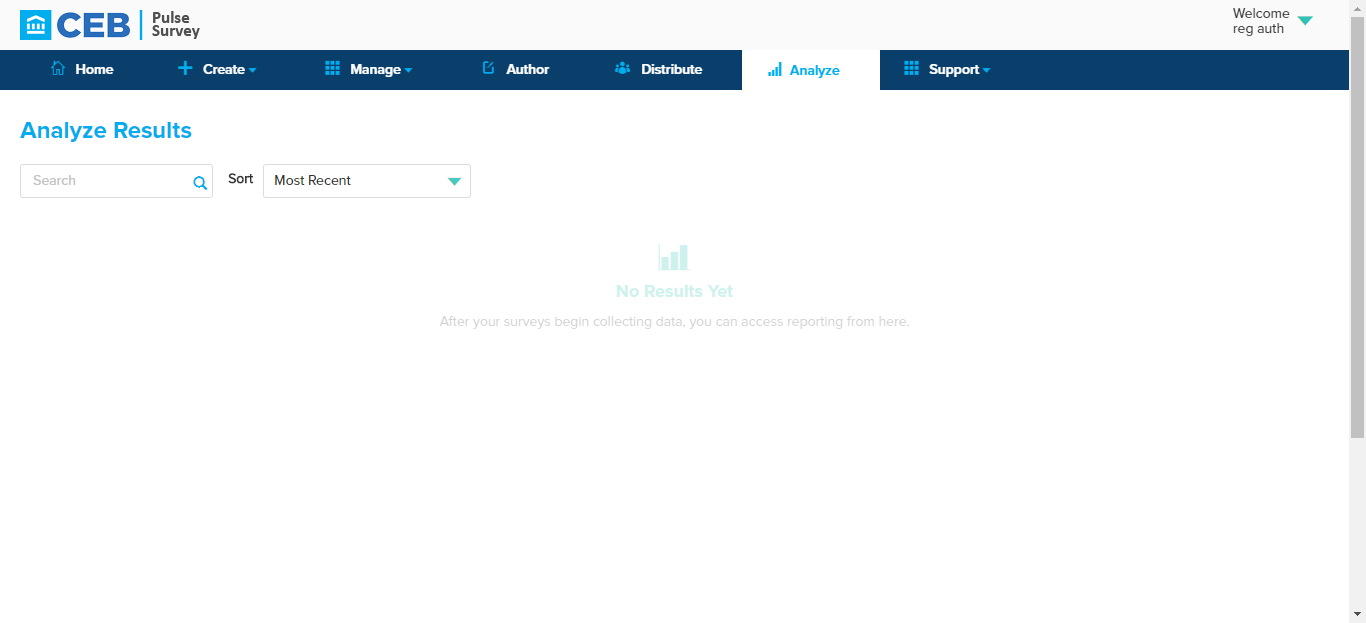 CEB
Pulse
Survey
Welcome
reg auth
Home
Create
Manage
Author
Distribute
Analyze
Support
Analyze Results
Search
Sort
Most Recent
No Results Yet
After your surveys begin collecting data, you can access reporting from here.